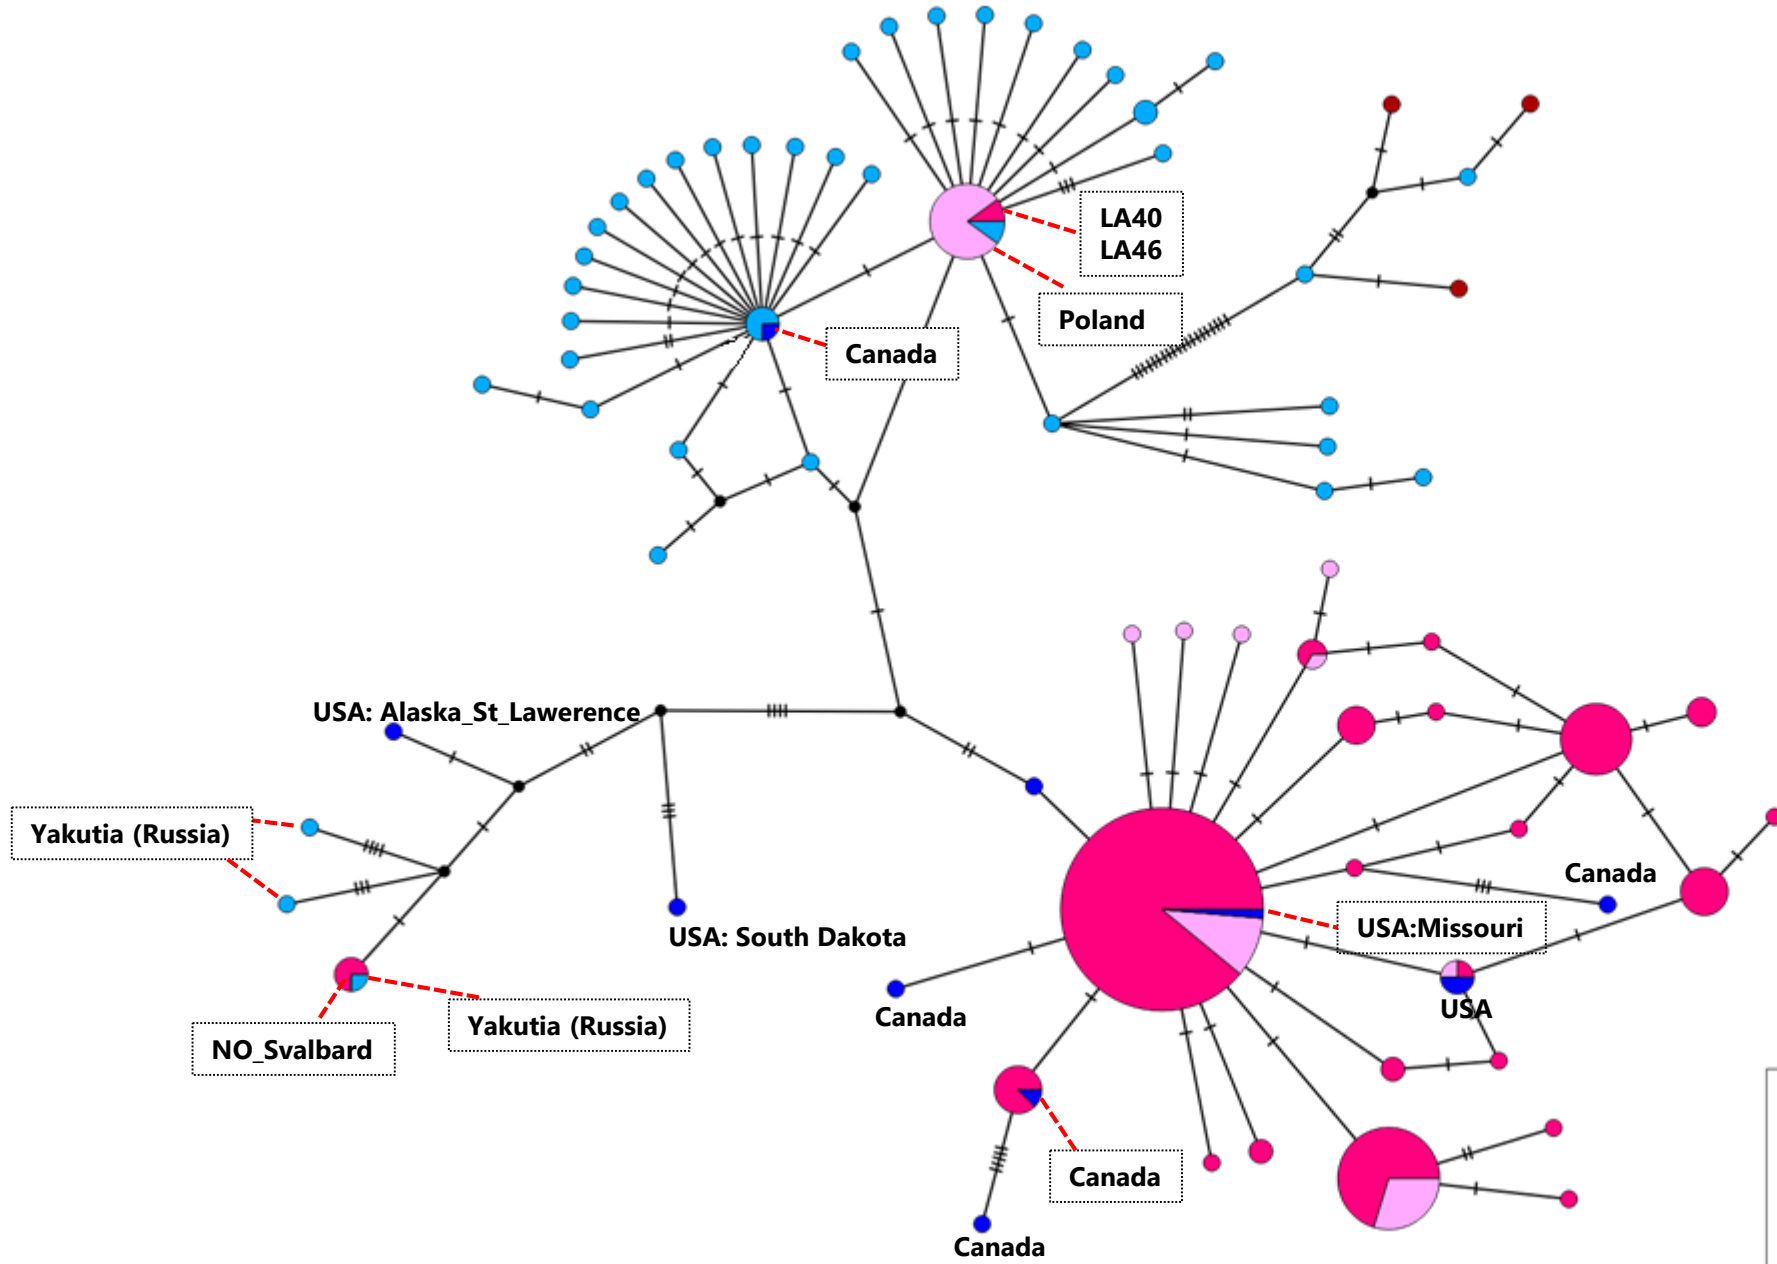 LA40
LA46
Poland
Canada
USA: Alaska_St_Lawerence
Yakutia (Russia)
Canada
USA:Missouri
USA: South Dakota
USA
Canada
Yakutia (Russia)
NO_Svalbard
Canada
Canada